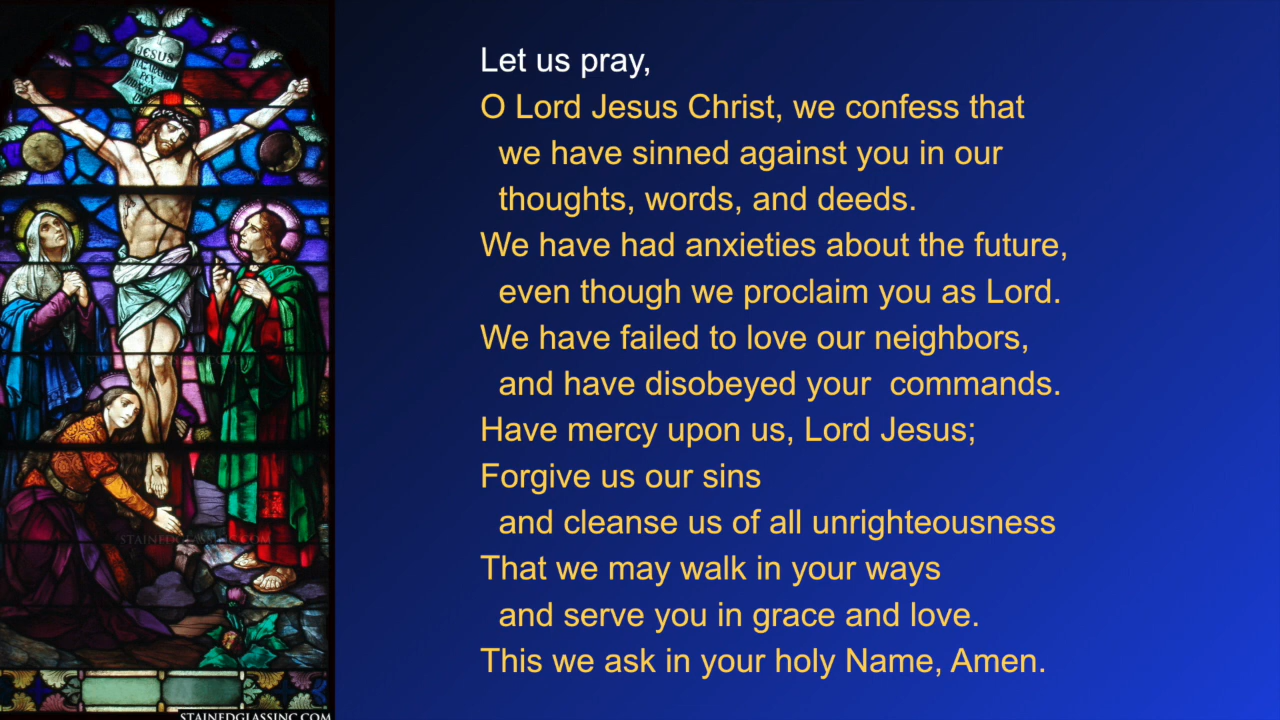 JESUS
Let us pray,
O Lord Jesus Christ, we confess that
we have sinned against you in our
thoughts, words, and deeds.
We have had anxieties about the future,
even though we proclaim you as Lord.
We have failed to love our neighbors,
and have disobeyed your  commands.
Have mercy upon us, Lord Jesus;
Forgive us our sins
and cleanse us of all unrighteousness
That we may walk in your ways
and serve you in grace and love.
This we ask in your holy Name, Amen.
STAINEDGLASSINC.COM
STAINEDGLASSINC.COM